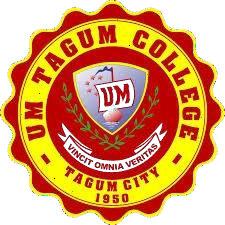 - UM TAGUM COLLEGE -
UM
VINCIT OMNIA VERITAS
TAGUM CITY
1950